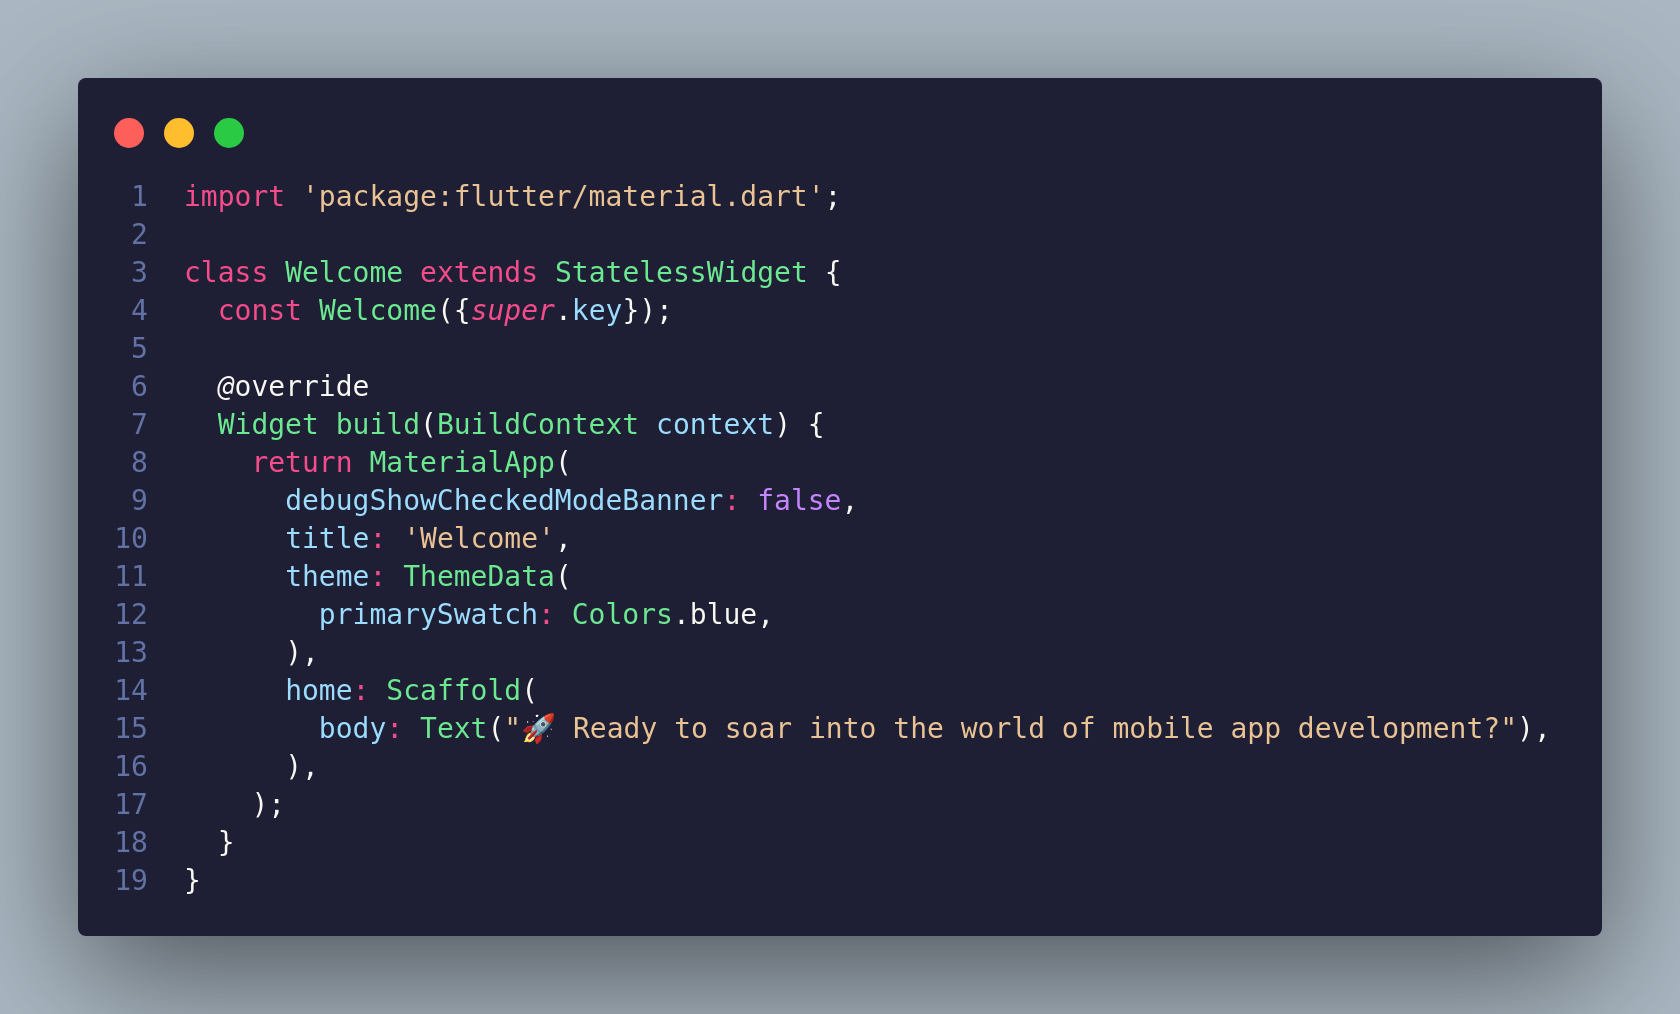 1 import 'package:flutter/material.dart';
2
3 class Welcome extends StatelessWidget {
4   const Welcome({super.key});
5
6   @override
7   Widget build(BuildContext context) {
8     return MaterialApp(
9       debugShowCheckedModeBanner: false,
10       title: 'Welcome',
11       theme: ThemeData(
12         primarySwatch: Colors.blue,
13       ),
14       home: Scaffold(
15         body: Text("🚀 Ready to soar into the world of mobile app development?"),
16       ),
17     );
18   }
19 }